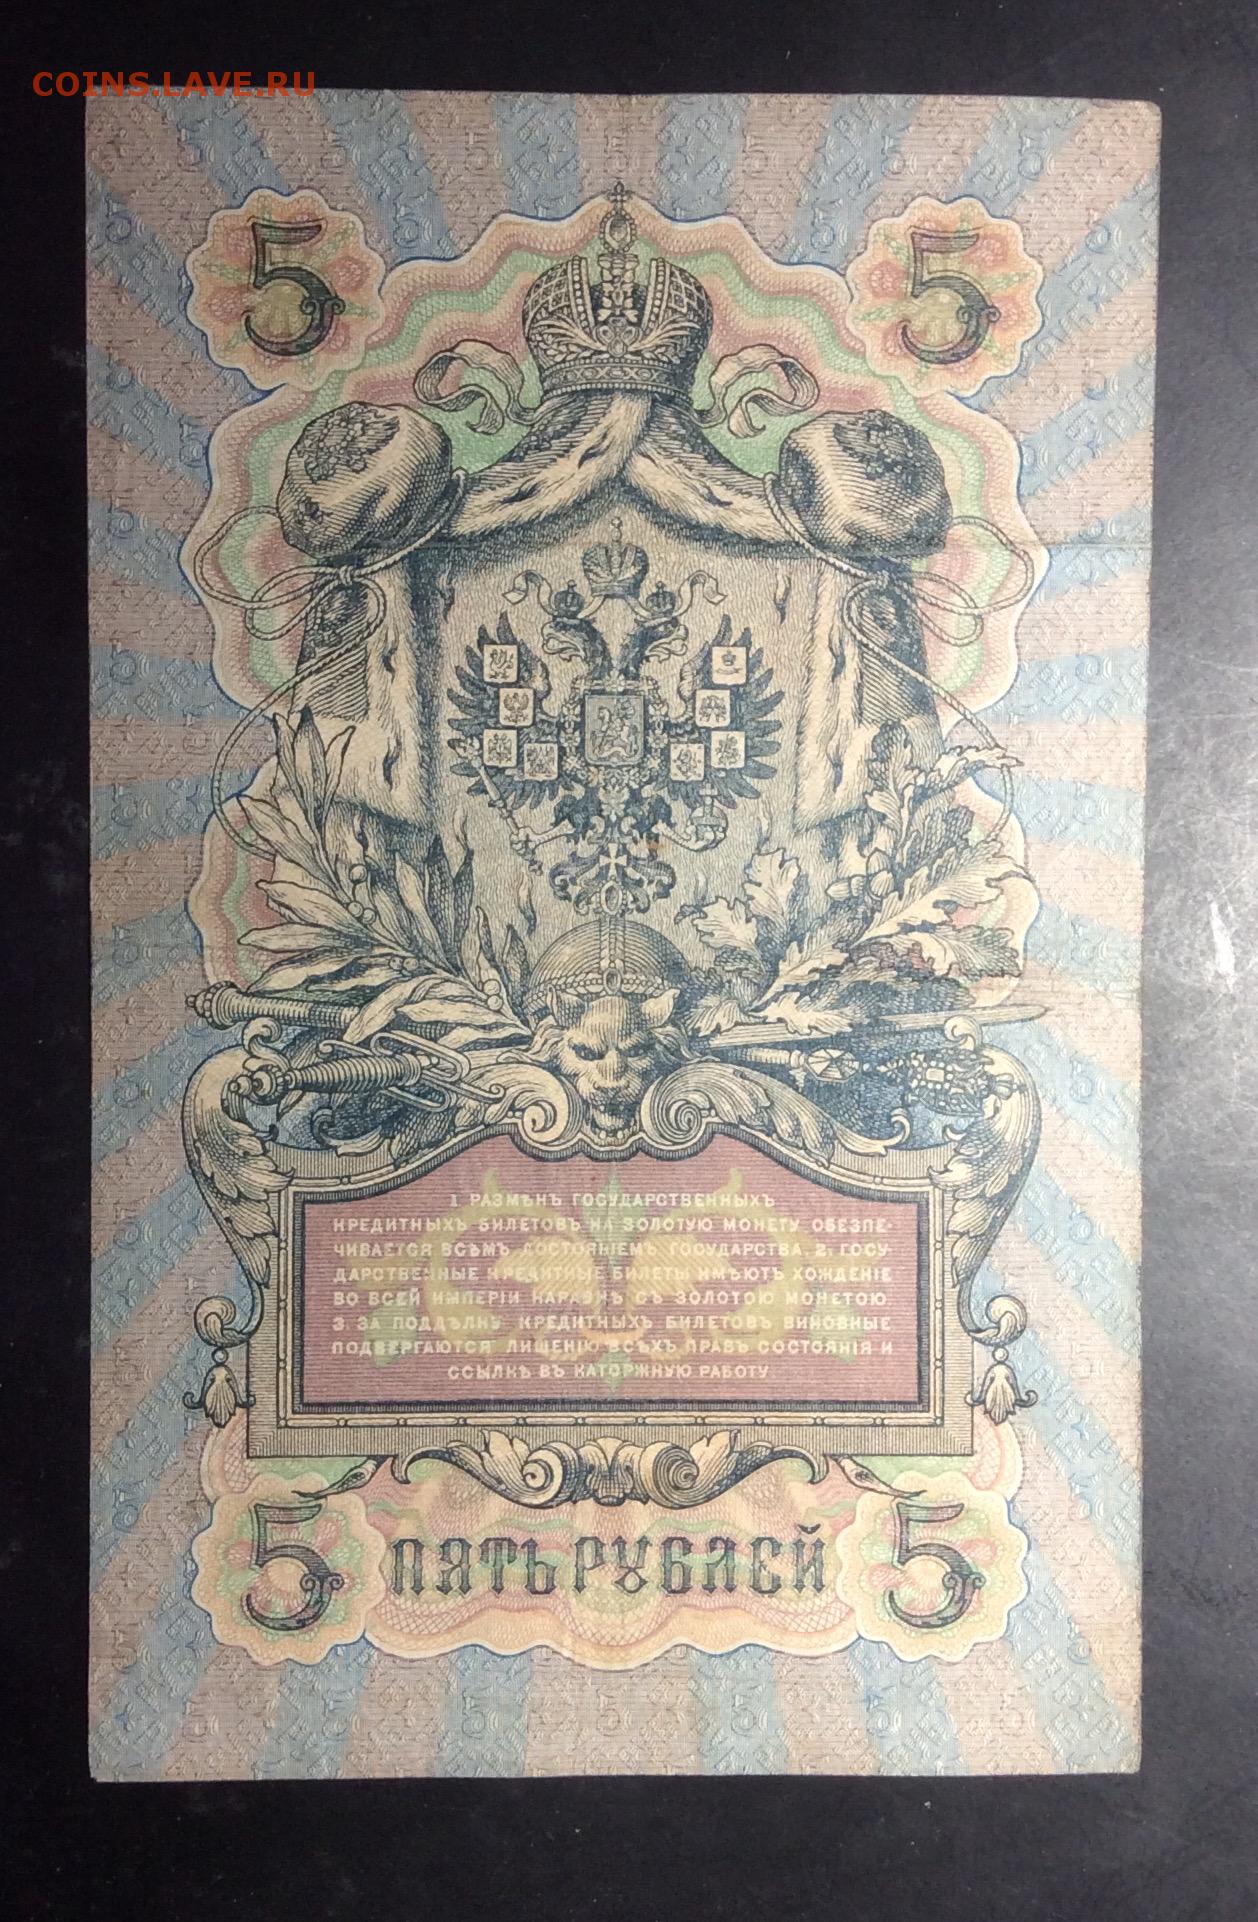 COINS.LAVE.RU
5 5
1. РАЗМѢНЪ ГОСУДАРСТВЕННЫХЪ
КРЕДИТНЫХЪ БИЛЕТОВЪ НА ЗОЛОТУЮ МОНЕТУ ОБЕЗПЕ-
ЧИВАЕТСЯ ВСѢМЪ ДОСТОЯНІЕМЪ ГОСУДАРСТВА. 2. ГОСУ-
ДАРСТВЕННЫЕ КРЕДИТНЫЕ БИЛЕТЫ ИМѢЮТЪ ХОЖДЕНІЕ
ВО ВСЕЙ ИМПЕРІИ НАРАВНѢ СЪ ЗОЛОТОЮ МОНЕТОЮ
3. ЗА ПОДДѢЛКУ КРЕДИТНЫХЪ БИЛЕТОВЪ ВИНОВНЫЕ
ПОДВЕРГАЮТСЯ ЛИШЕНІЮ ВСѢХЪ ПРАВЪ СОСТОЯНІЯ И
ССЫЛКѢ ВЪ КАТОРЖНУЮ РАБОТУ
5 ПЯТЬ РУБЛЕЙ 5